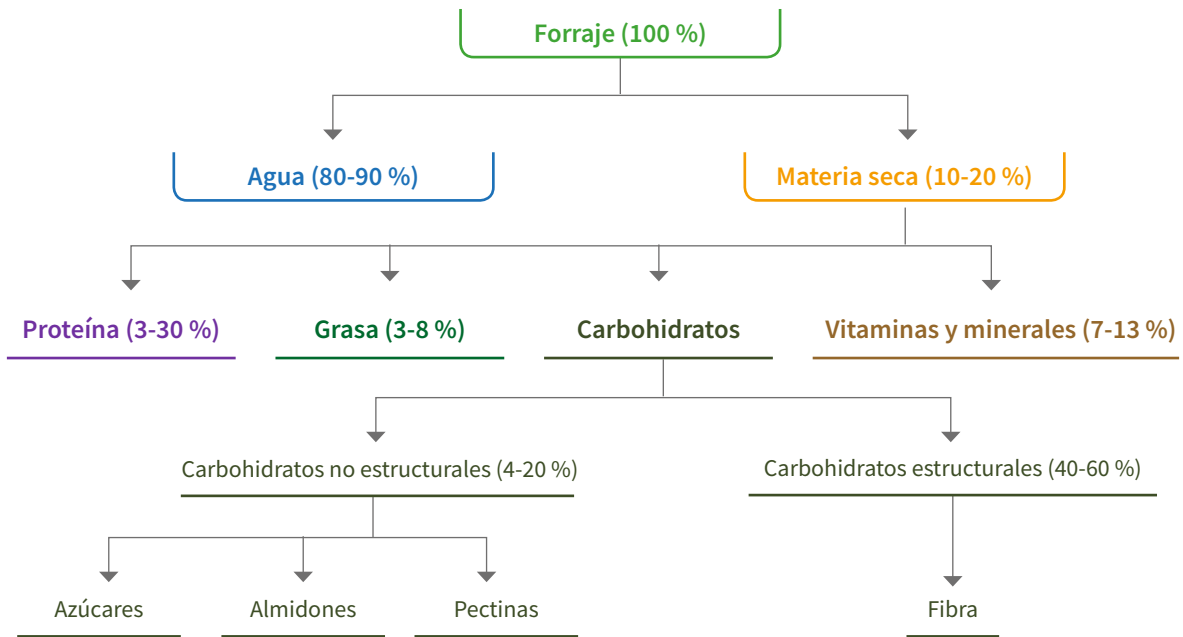 Forraje (100 %)
Agua (80-90 %)
Materia seca (10-20 %)
Proteína (3-30 %)
Grasa (3-8 %)
Carbohidratos
Vitaminas y minerales (7-13 %)
Carbohidratos no estructurales (4-20 %)
Carbohidratos estructurales (40-60 %)
Azúcares
Almidones
Pectinas
Fibra